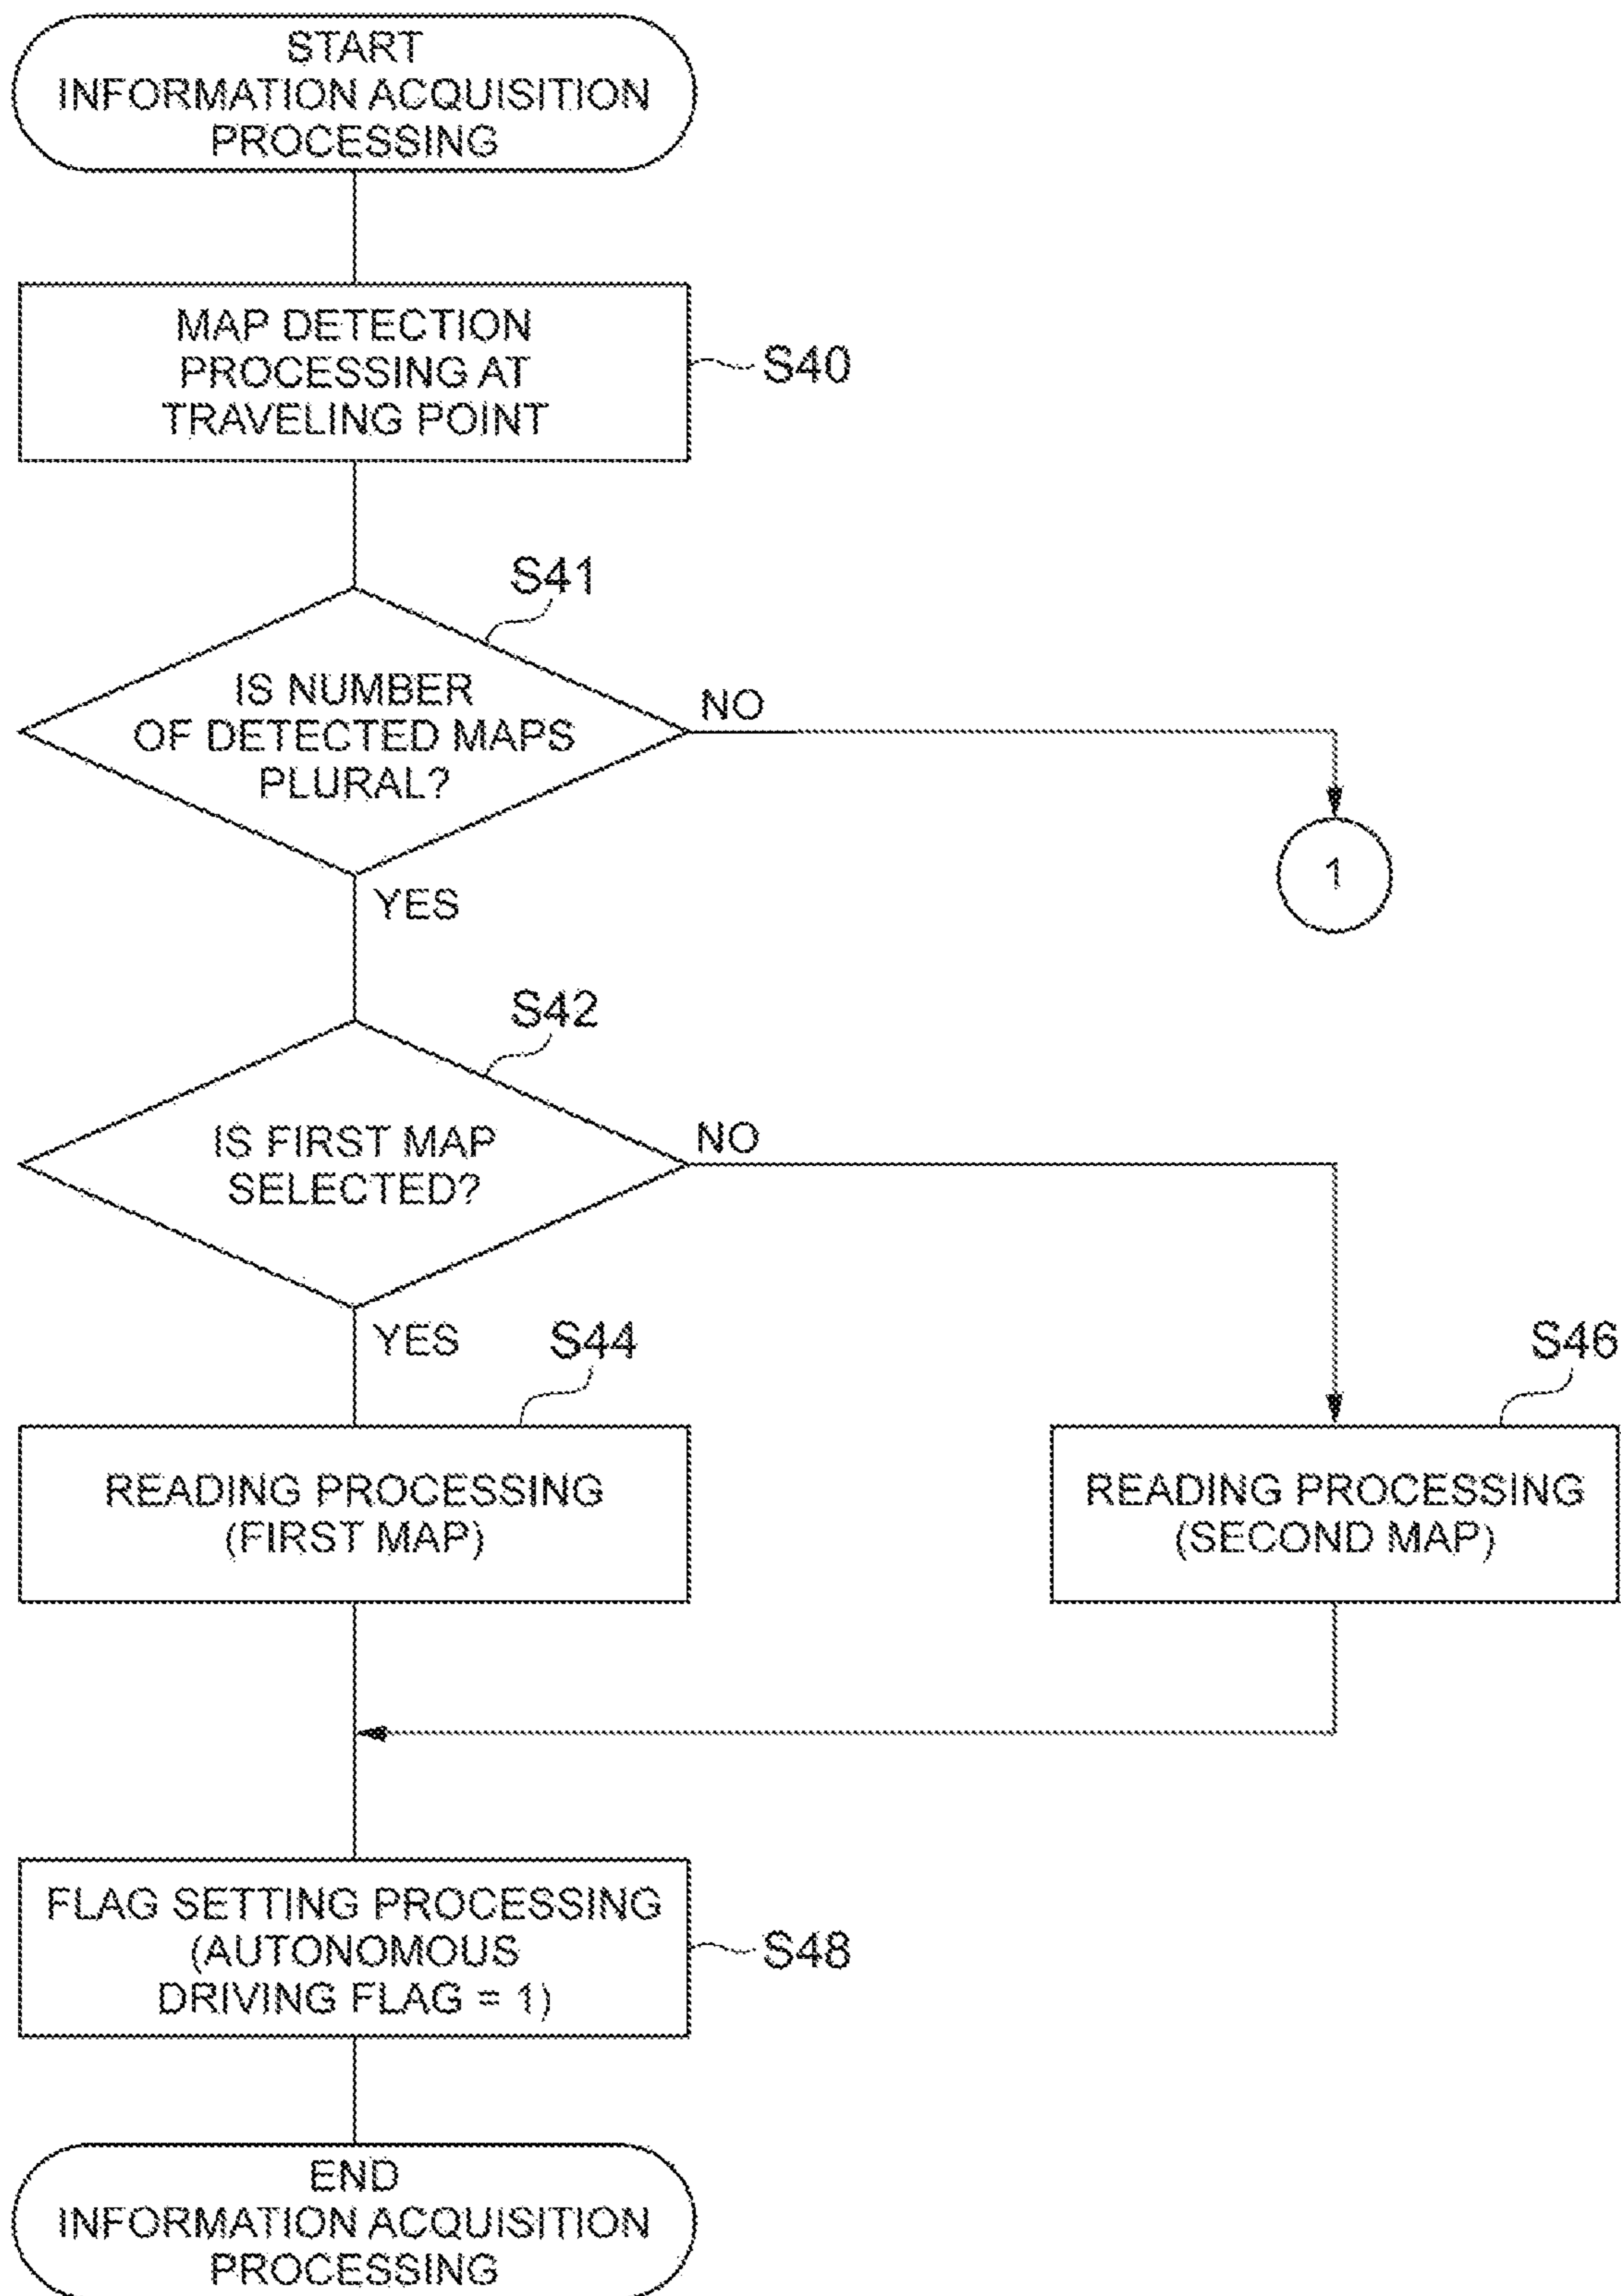 START
INFORMATION ACQUISITION
PROCESSING
MAP DETECTION
PROCESSING AT
TRAVELING POINT
S40
S41
IS NUMBER
OF DETECTED MAPS
PLURAL?
NO
1
YES
S42
IS FIRST MAP
SELECTED?
NO
YES
S44
S46
READING PROCESSING
(FIRST MAP)
READING PROCESSING
(SECOND MAP)
FLAG SETTING PROCESSING
(AUTONOMOUS
DRIVING FLAG = 1)
S48
END
INFORMATION ACQUISITION
PROCESSING